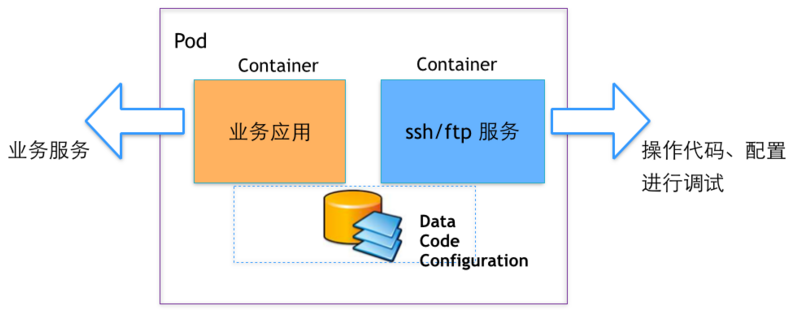 Pod
Container
Container
业务应用
ssh/ftp 服务
业务服务
操作代码、配置
进行调试
Data
Code
Configuration